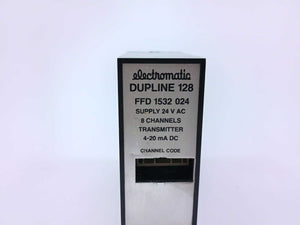 electromatic
DUPLINE 128
FFD 1532 024
SUPPLY 24 V AC
8 CHANNELS
TRANSMITTER
4-20 mA DC
CHANNEL CODE